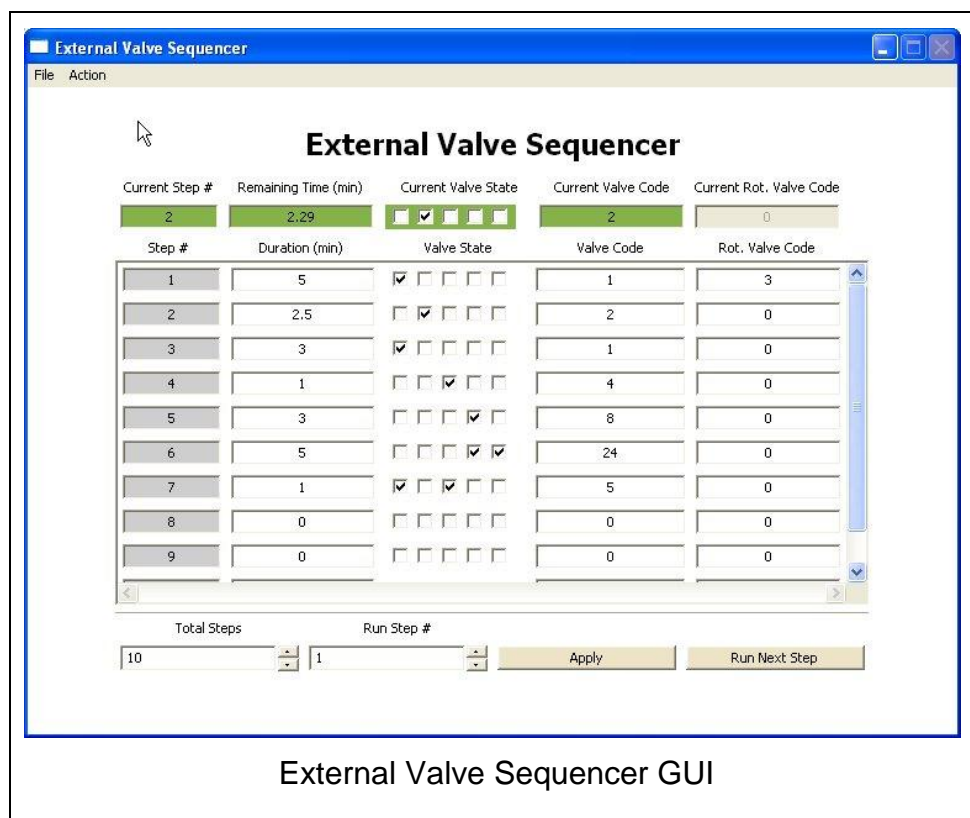 External Valve Sequencer
File Action
External Valve Sequencer
Current Step # Remaining Time (min) Current Valve State Current Valve Code Current Rot. Valve Code
2 2.29 2 0
Step # Duration (min) Valve State Valve Code Rot. Valve Code
1 5 1 3
2 2.5 2 0
3 3 1 0
4 1 4 0
5 3 8 0
6 5 24 0
7 1 5 0
8 0 0 0
9 0 0 0
Total Steps Run Step #
10 1 Apply Run Next Step
External Valve Sequencer GUI